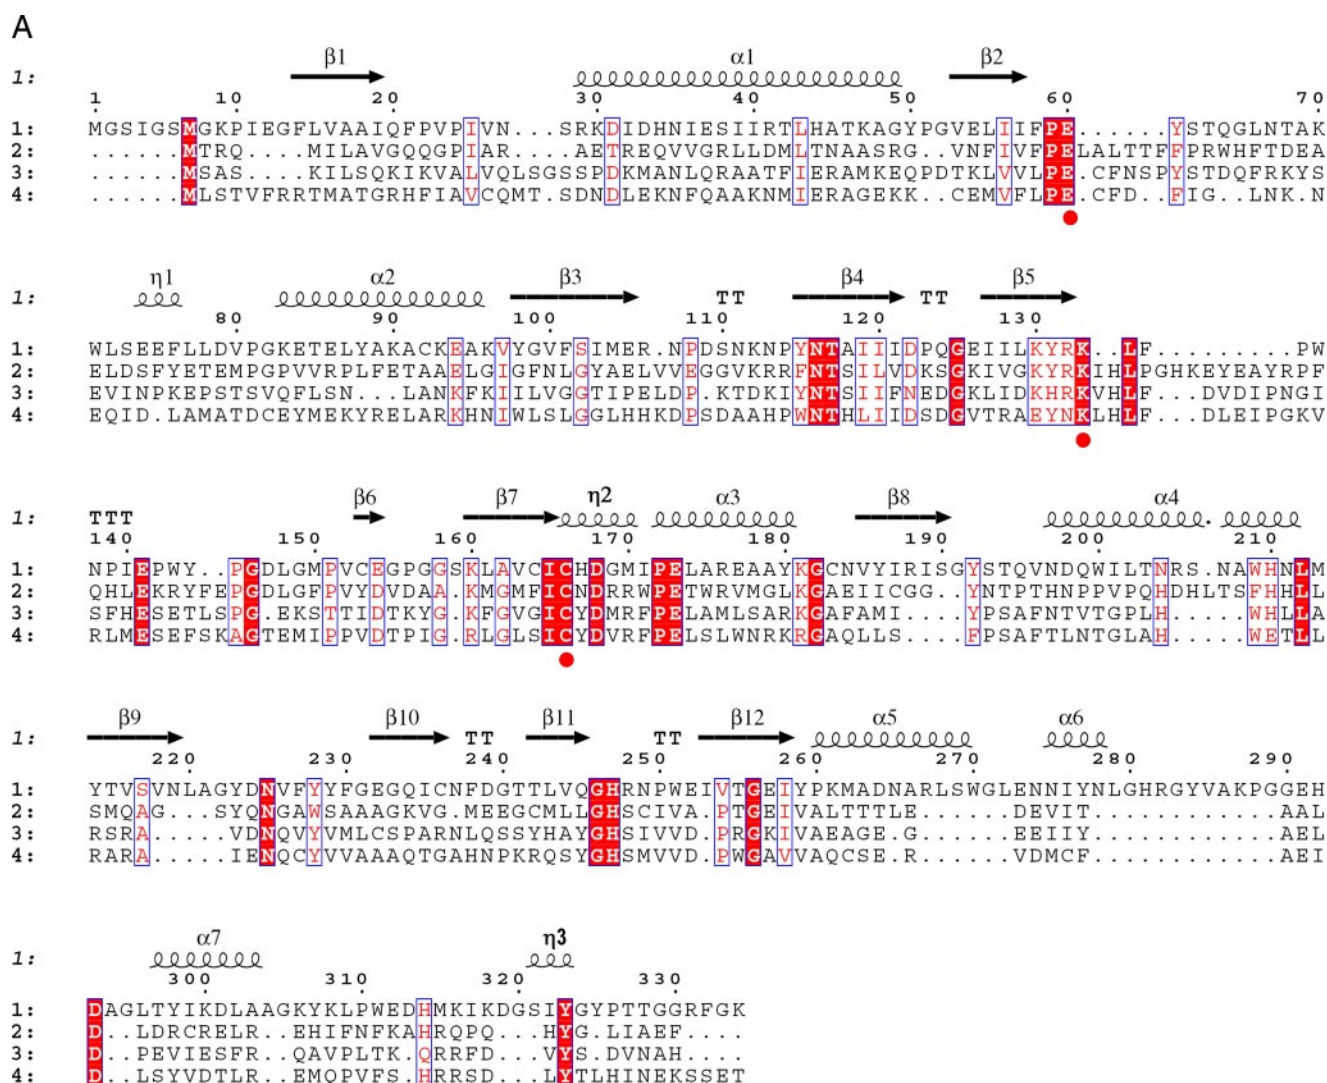 A
β1 α1 β2
1:
1 10 20 30 40 50 60 70
1: MGSIGSMGKPIEGFLVAAIQFPVPIVN...SRKDIDHNIESIIRTLHATKAGYPGVELIIFPE......YSTQGLNTAK
2: ......MTRQ....MILAVGQQGPIAR....AETREQVVGRLLDMLTNAASRG..VNFIVFPELALTTFFPRWHFTDEA
3: ......MSAS....KILSQKIKVALVQLSGSSPDKMANLQRAATFIERAMKEQPDTKLVVLPE.CFNSPYSTDQFRKYS
4: ......MLSTVFRRTMATGRHFIAVCQMT.SDNDLEKNFQAAKNMIERAGEKK..CEMVFLPE.CFD..FIG..LNK.N
η1 α2 β3 β4 β5
1: TT TT
80 90 100 110 120 130
1: WLSEEFLLDVPGKETELYAKACKEAKVYGVFSIMER.NPDSNKNPYNTAIIIDPQGEIILKYRK..LF.........PW
2: ELDSFYETEMPGPVVRPLFETAAELGIGFNLGYAELVVEGGVKRRFNTSILVDKSGKIVGKYRKIHLPGHKEYEAYRPF
3: EVINPKEPSTSVQFLSN...LANKFKIILVGGTIPELDP.KTDKIYNTSIIFNEDGKLIDKHRKVHLF...DVDIPNGI
4: EQID.LAMATDCEYMEKYRELARKHNIWLSLGGLHHKDPSDAAHPWNTHLIIDSDGVTRAEYNKLHLF...DLEIPGKV
β6 β7 η2 α3 β8 α4
1: TTT
140 150 160 170 180 190 200 210
1: NPIEPWY..PGDLGMPVCEGPGGSKLAVCICHDGMIPELAREAAYKGCNVYIRISGYSTQVNDQWILTNRS.NAWHNLM
2: QHLEKRYFEPGDLGFPVYDVDAA.KMGMFICNDRRWPETWRVMGLKGAEIICGG..YNTPTHNPPVPQHDHLTSFHHLL
3: SFHESETLSPG.EKSTTIDTKYG.KFGVGICYDMRFPELAMLSARKGAFAMI....YPSAFNTVTGPLHWHLLA
4: RLMESEFSKAGTEMIPPVDTPIG.RLGLSICYDVRFPELSLWNRKRGAQLLS....FPSAFTLNTGLAH.....WETLL
β9 β10 β11 β12 α5 α6
1: TT TT
220 230 240 250 260 270 280 290
1: YTVSVNLAGYDNVFYYFGEGQICNFDGTTLVQGHRNPWEIVTGEIYPKMADNARLSWGLENNIYNLGHRGYVAKPGGEH
2: SMQAG...SYQNGAWSAAAGKVG.MEEGCMLLGHSCIVA.PTGEIVALTTTLE......DEVIT............AAL
3: RSRA.....VDNQVYVMLCSPARNLQSSYHAYGHSIVVD.PRGKIVAEAGE.G......EEIIY............AEL
4: RARA.....IENQCYVVAAAQTGAHNPKRQSYGHSMVVD.PWGAVVAQCSE.R......VDMCF............AEI
α7 η3
1:
300 310 320 330
1: DAGLTYIKDLAAGKYKLPWEDHMKIKDGSIYGYPTTGGRFGK
2: D..LDRCRELR..EHIFNFKAHRQPQ...HYG.LIAEF....
3: D..PEVIESFR..QAVPLTK.QRRFD...VYS.DVNAH....
4: D..LSYVDTLR..EMQPVFS.HRRSD...LYTLHINEKSSET